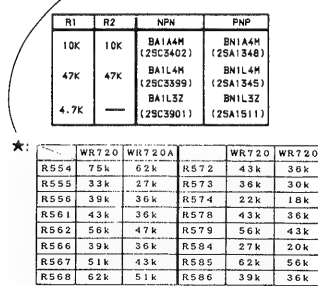 R1 R2 NPN PNP
10K 10K BA1A4M (2SC3402) BN1A4M (2SA1348)
47K 47K BA1L4M (2SC3399) BN1L4M (2SA1345)
4.7K — BA1L3Z (2SC3901) BN1L3Z (2SA1511)
★:
WR720 WR720A WR720 WR720
R554 75k 62k R572 43k 36k
R555 33k 27k R573 36k 30k
R556 39k 36k R574 22k 18k
R561 43k 36k R578 43k 36k
R562 56k 47k R579 56k 43k
R566 39k 36k R584 27k 20k
R567 51k 43k R585 62k 56k
R568 62k 51k R586 39k 36k